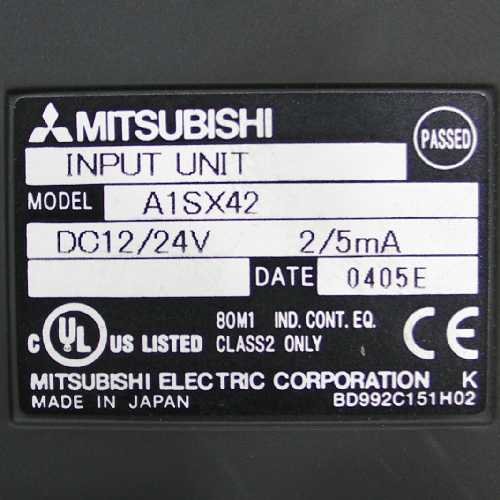 MITSUBISHI
PASSED
INPUT UNIT
MODEL A1SX42
DC12/24V 2/5mA
DATE 0405E
C UL US LISTED 80M1 IND. CONT. EQ. CE
CLASS2 ONLY
MITSUBISHI ELECTRIC CORPORATION K
MADE IN JAPAN BD992C151H02